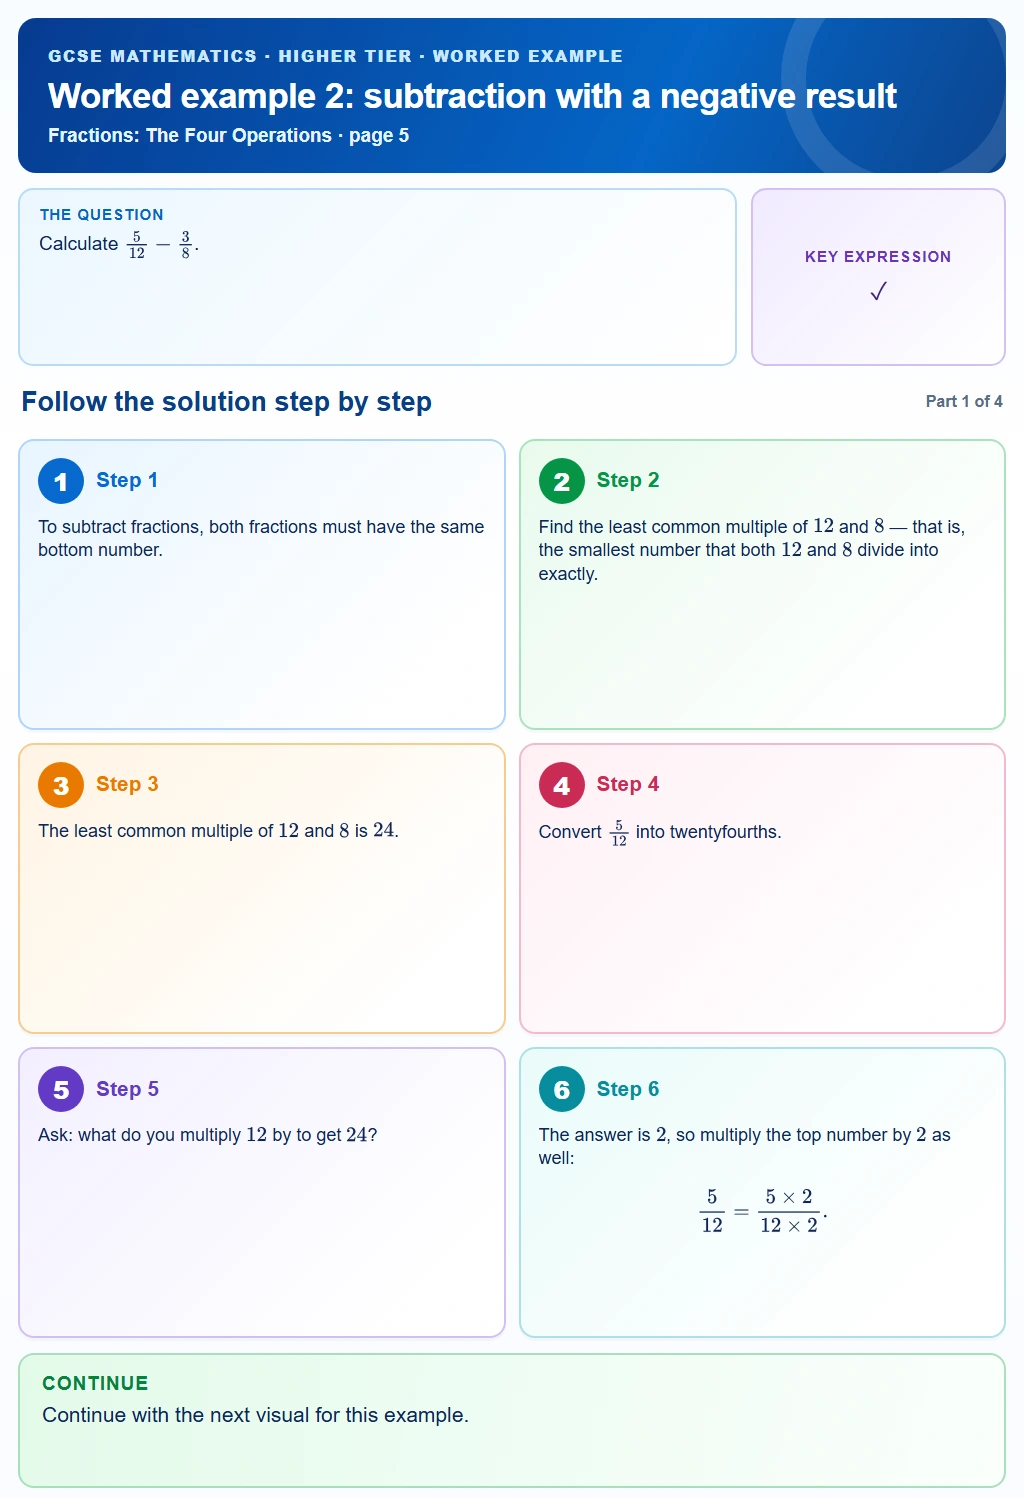 GCSE MATHEMATICS · HIGHER TIER · WORKED EXAMPLE
Worked example 2: subtraction with a negative result
Fractions: The Four Operations · page 5
THE QUESTION
Calculate 5/12 − 3/8.
KEY EXPRESSION
✓
Follow the solution step by step
Part 1 of 4
1 Step 1
To subtract fractions, both fractions must have the same
bottom number.
2 Step 2
Find the least common multiple of 12 and 8 — that is,
the smallest number that both 12 and 8 divide into
exactly.
3 Step 3
The least common multiple of 12 and 8 is 24.
4 Step 4
Convert 5/12 into twentyfourths.
5 Step 5
Ask: what do you multiply 12 by to get 24?
6 Step 6
The answer is 2, so multiply the top number by 2 as
well:
5/12 = (5 × 2)/(12 × 2).
CONTINUE
Continue with the next visual for this example.